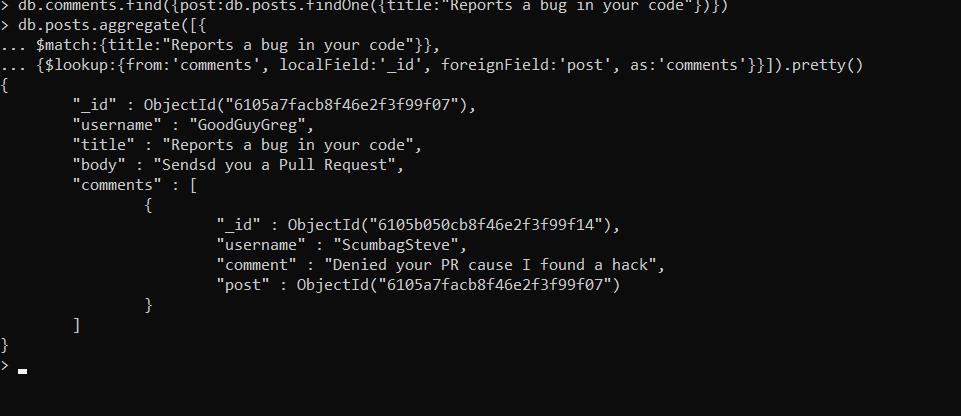 > db.comments.find({post:db.posts.findOne({title:"Reports a bug in your code"})})
> db.posts.aggregate([{
... $match:{title:"Reports a bug in your code"}},
... {$lookup:{from:'comments', localField:'_id', foreignField:'post', as:'comments'}}]).pretty()
{
        "_id" : ObjectId("6105a7facb8f46e2f3f99f07"),
        "username" : "GoodGuyGreg",
        "title" : "Reports a bug in your code",
        "body" : "Sendsd you a Pull Request",
        "comments" : [
                {
                        "_id" : ObjectId("6105b050cb8f46e2f3f99f14"),
                        "username" : "ScumbagSteve",
                        "comment" : "Denied your PR cause I found a hack",
                        "post" : ObjectId("6105a7facb8f46e2f3f99f07")
                }
        ]
}
>